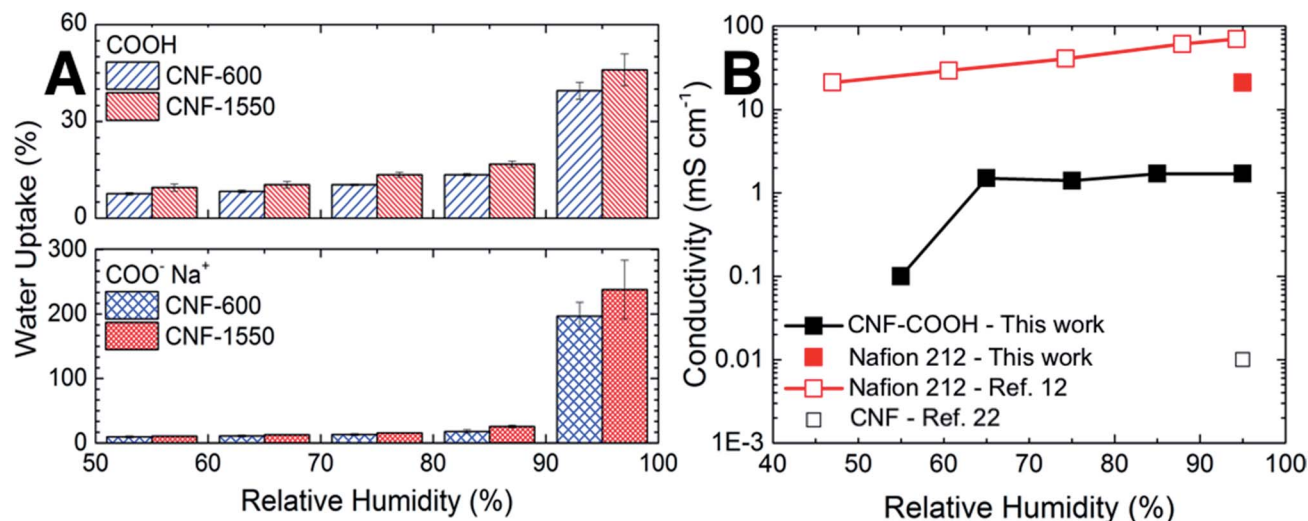 A
COOH
CNF-600
CNF-1550
60
30
0
Water Uptake (%)
COO⁻ Na⁺
CNF-600
CNF-1550
300
200
100
0
50 60 70 80 90 100
Relative Humidity (%)
B
100
10
1
0.1
0.01
1E-3
Conductivity (mS cm⁻¹)
CNF-COOH - This work
Nafion 212 - This work
Nafion 212 - Ref. 12
CNF - Ref. 22
40 50 60 70 80 90 100
Relative Humidity (%)